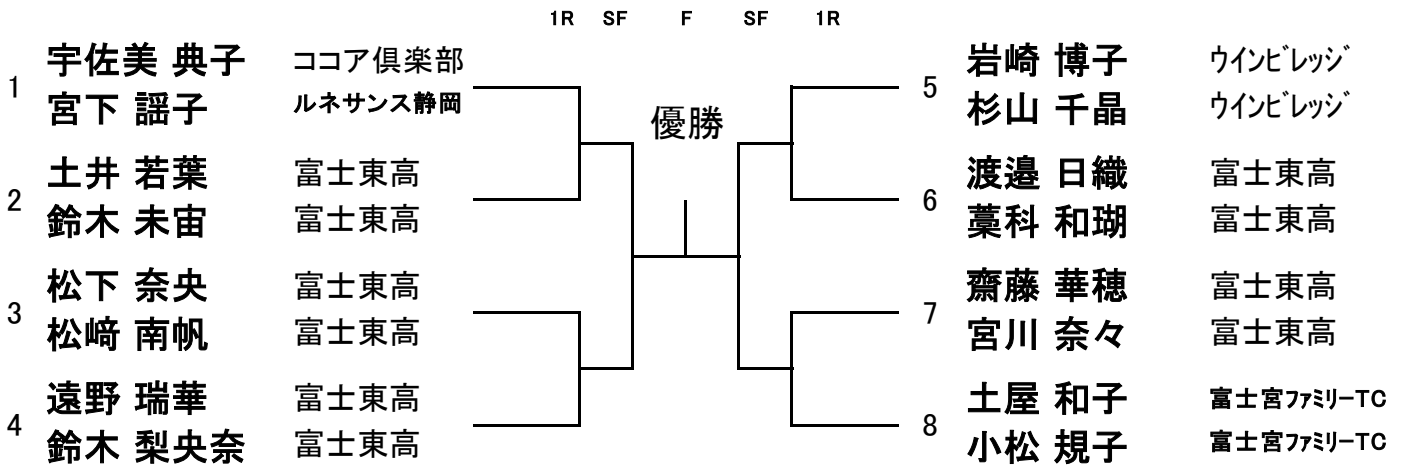 1R SF F SF 1R
1 宇佐美 典子 ココア倶楽部
宮下 謡子 ルネサンス静岡
2 土井 若葉 富士東高
鈴木 未宙 富士東高
3 松下 奈央 富士東高
松﨑 南帆 富士東高
4 遠野 瑞華 富士東高
鈴木 梨央奈 富士東高
優勝
5 岩崎 博子 ウインビレッジ
杉山 千晶 ウインビレッジ
6 渡邉 日織 富士東高
藁科 和瑚 富士東高
7 齋藤 華穂 富士東高
宮川 奈々 富士東高
8 土屋 和子 富士宮ファミリーTC
小松 規子 富士宮ファミリーTC